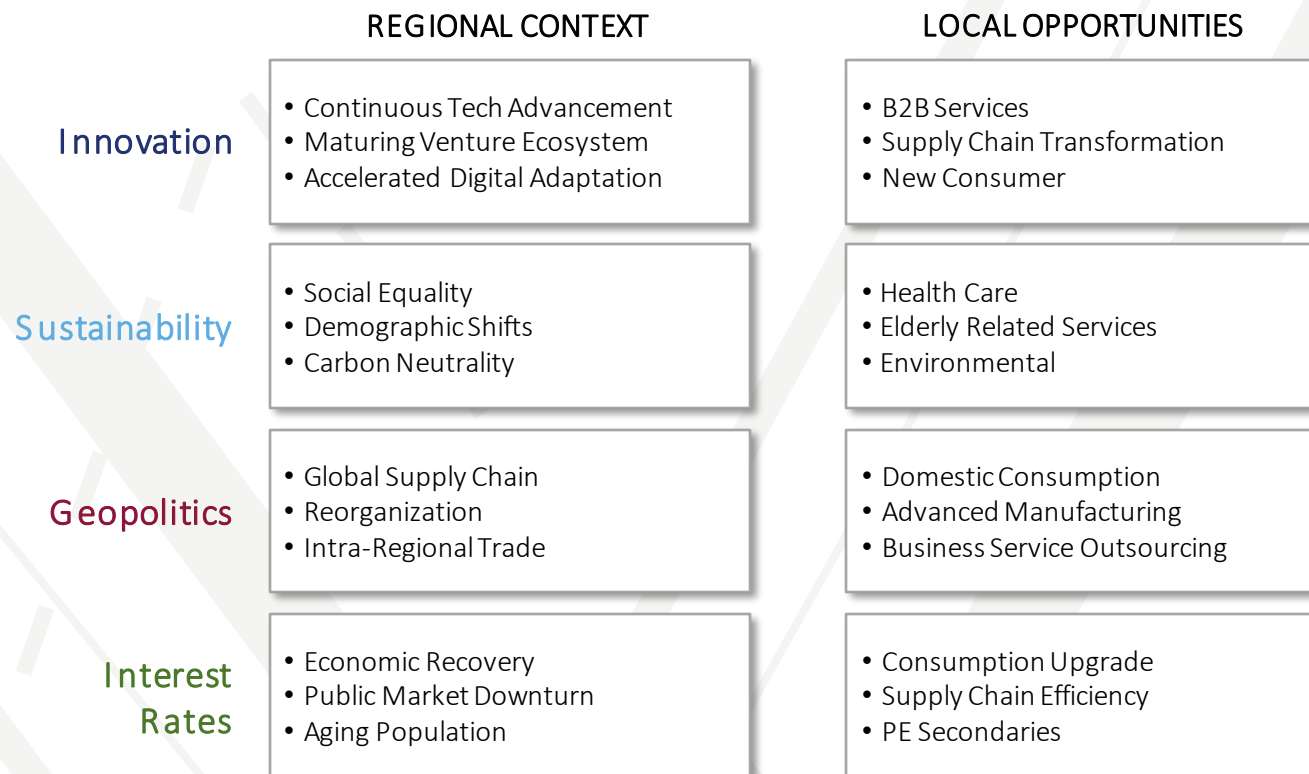 REGIONAL CONTEXT
LOCAL OPPORTUNITIES
Innovation
• Continuous Tech Advancement
• Maturing Venture Ecosystem
• Accelerated Digital Adaptation
• B2B Services
• Supply Chain Transformation
• New Consumer
Sustainability
• Social Equality
• Demographic Shifts
• Carbon Neutrality
• Health Care
• Elderly Related Services
• Environmental
Geopolitics
• Global Supply Chain
• Reorganization
• Intra-Regional Trade
• Domestic Consumption
• Advanced Manufacturing
• Business Service Outsourcing
Interest
Rates
• Economic Recovery
• Public Market Downturn
• Aging Population
• Consumption Upgrade
• Supply Chain Efficiency
• PE Secondaries